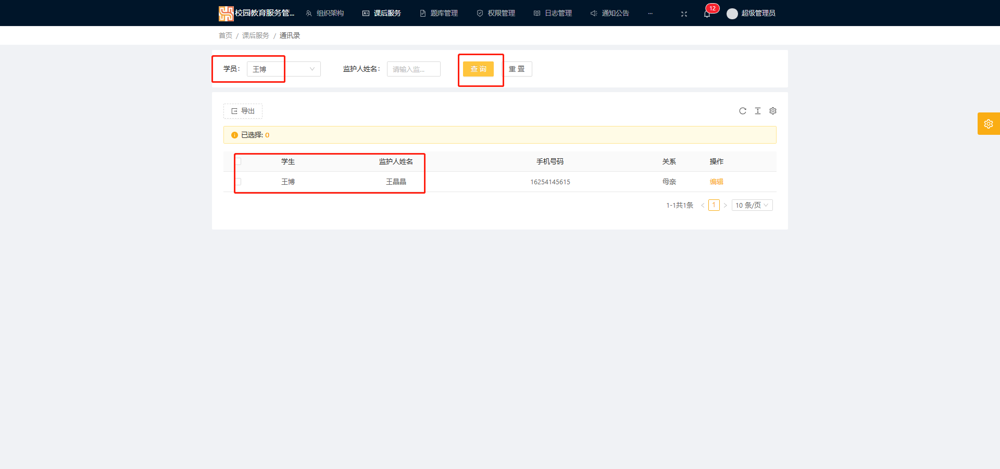 校园教育服务管... 组织架构 课后服务 题库管理 权限管理 日志管理 通知公告 ... 12 超级管理员
首页 / 课后服务 / 通讯录
学员: 王博 监护人姓名: 请输入监... 查 询 重 置
导出
已选择: 0
学生 监护人姓名 手机号码 关系 操作
王博 王晶晶 16254145615 母亲 编辑
1-1共1条 < 1 > 10 条/页